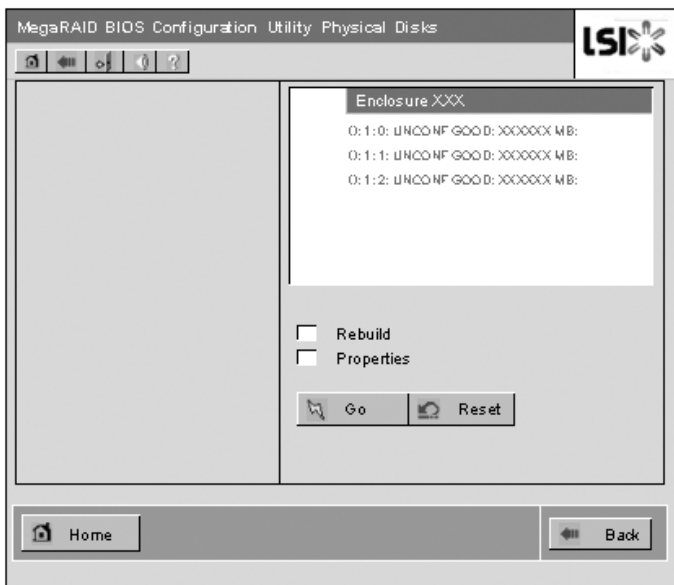 MegaRAID BIOS Configuration Utility Physical Disks
LSI
?
Enclosure XXX
0:1:0: UNCONF GOOD: XXXXXX MB:
0:1:1: UNCONF GOOD: XXXXXX MB:
0:1:2: UNCONF GOOD: XXXXXX MB:
Rebuild
Properties
Go
Reset
Home
Back